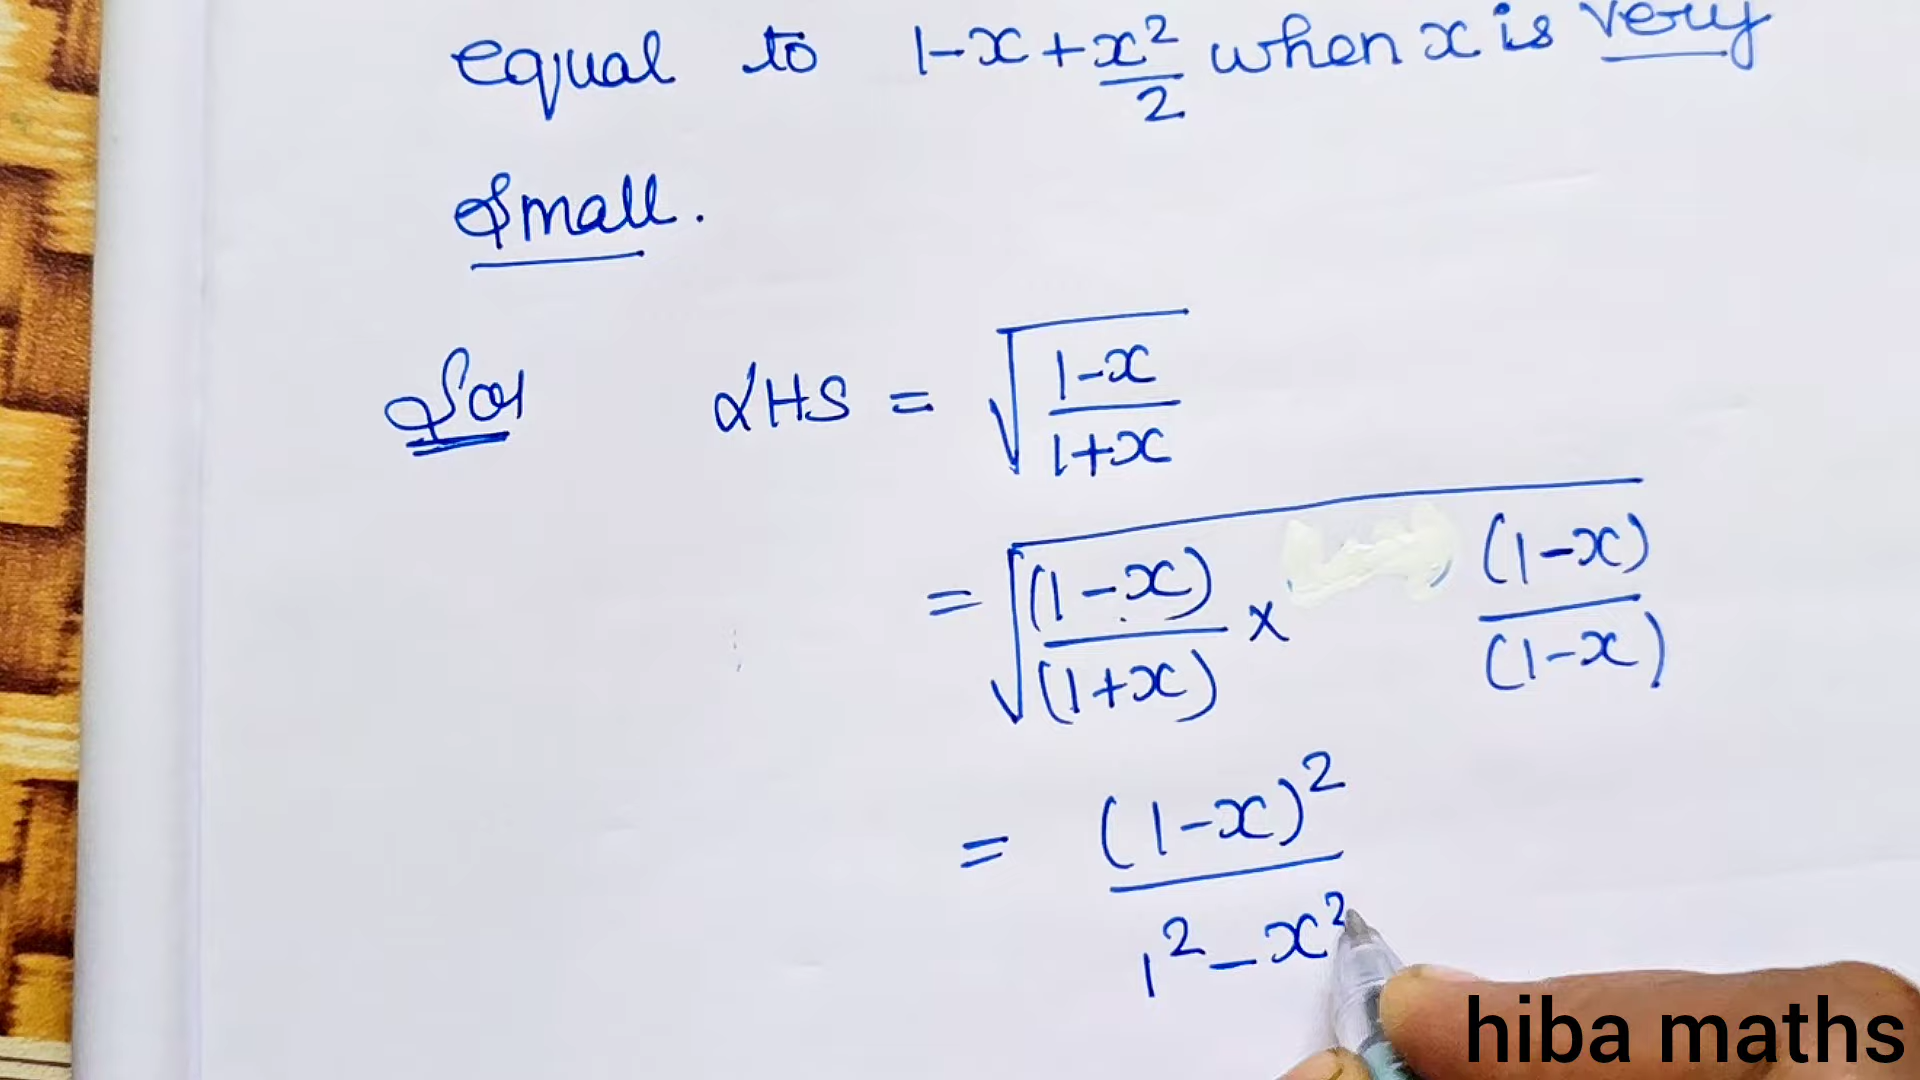 equal to 1-x+x²/2 when x is very
small.
Sol LHS = √((1-x)/(1+x))
= √((1-x)/(1+x) × (1-x)/(1-x))
= (1-x)²/(1²-x²)
hiba maths